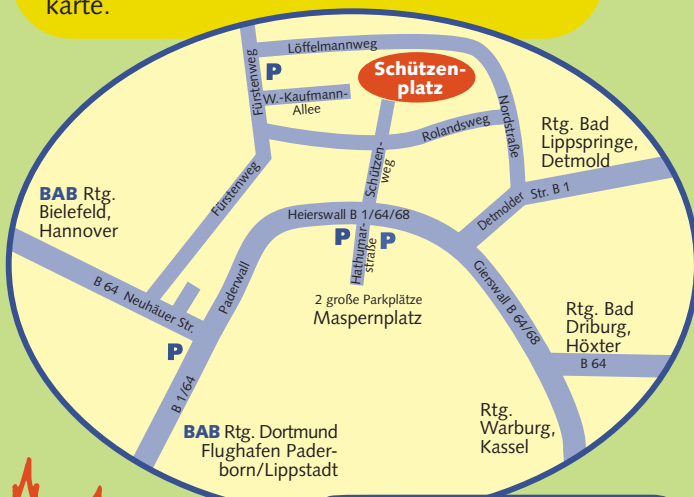 karte.
Löffelmannweg
Fürstenweg
P
Schützen-
platz
W.-Kaufmann-
Allee
Nordstraße
Rolandsweg
Rtg. Bad
Lippspringe,
Detmold
Schützen-
weg
Fürstenweg
BAB Rtg.
Bielefeld,
Hannover
Detmolder Str. B 1
Heierswall B 1/64/68
P
P
Hathumar-
straße
B 64 Neuhäuer Str.
Paderwall
Gierswall B 64/68
2 große Parkplätze
Maspernplatz
Rtg. Bad
Driburg,
Höxter
B 64
P
B 1/64
Rtg.
Warburg,
Kassel
BAB Rtg. Dortmund
Flughafen Pader-
born/Lippstadt